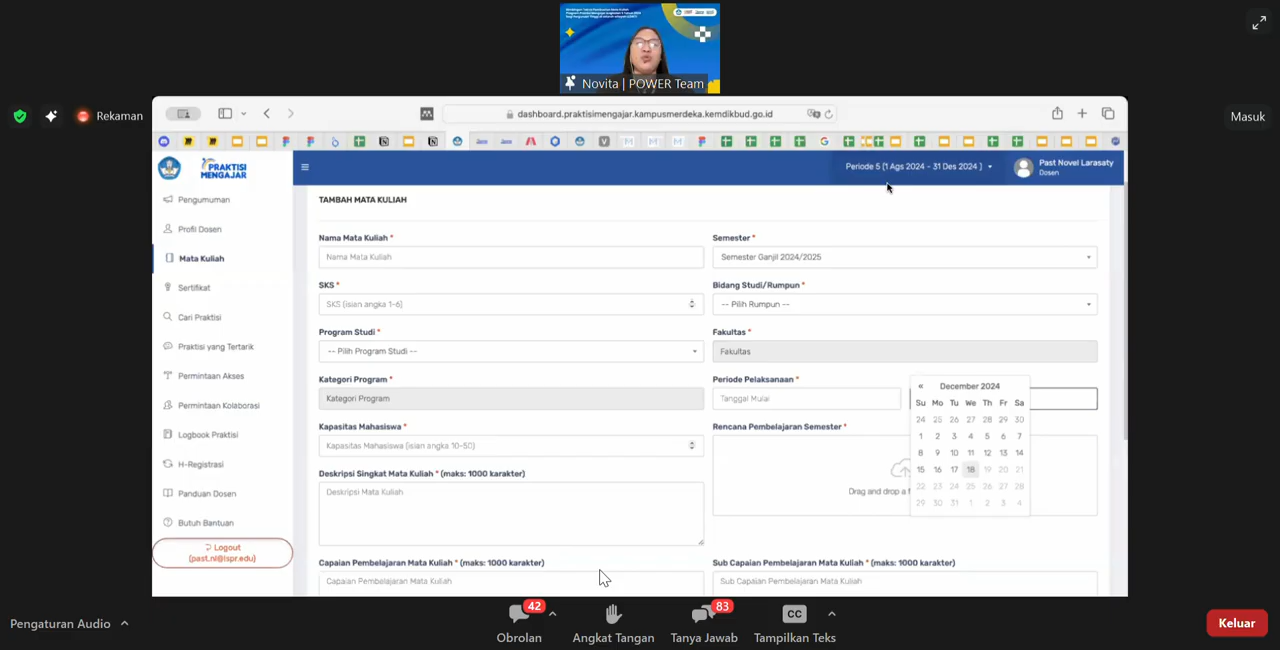 Novita | POWER Team
Rekaman
Masuk
dashboard.praktisimengajar.kampusmerdeka.kemdikbud.go.id
PRAKTISI
MENGAJAR
Periode 5 (1 Ags 2024 - 31 Des 2024 )
Past Novel Larasaty
Dosen
Pengumuman
Profil Dosen
Mata Kuliah
Sertifikat
Cari Praktisi
Praktisi yang Tertarik
Permintaan Akses
Permintaan Kolaborasi
Logbook Praktisi
H-Registrasi
Panduan Dosen
Butuh Bantuan
Logout
(past.nl@lspr.edu)
TAMBAH MATA KULIAH
Nama Mata Kuliah *
Nama Mata Kuliah
Semester *
Semester Ganjil 2024/2025
SKS *
SKS (isian angka 1-6)
Bidang Studi/Rumpun *
-- Pilih Rumpun --
Program Studi *
-- Pilih Program Studi --
Fakultas *
Fakultas
Kategori Program *
Kategori Program
Periode Pelaksanaan *
Tanggal Mulai
« December 2024
Su Mo Tu We Th Fr Sa
24 25 26 27 28 29 30
1 2 3 4 5 6 7
8 9 10 11 12 13 14
15 16 17 18 19 20 21
22 23 24 25 26 27 28
29 30 31 1 2 3 4
Kapasitas Mahasiswa *
Kapasitas Mahasiswa (isian angka 10-50)
Rencana Pembelajaran Semester *
Drag and drop a f
Deskripsi Singkat Mata Kuliah * (maks: 1000 karakter)
Deskripsi Mata Kuliah
Capaian Pembelajaran Mata Kuliah * (maks: 1000 karakter)
Capaian Pembelajaran Mata Kuliah
Sub Capaian Pembelajaran Mata Kuliah * (maks: 1000 karakter)
Sub Capaian Pembelajaran Mata Kuliah
Pengaturan Audio
42
Obrolan
Angkat Tangan
83
Tanya Jawab
CC
Tampilkan Teks
Keluar